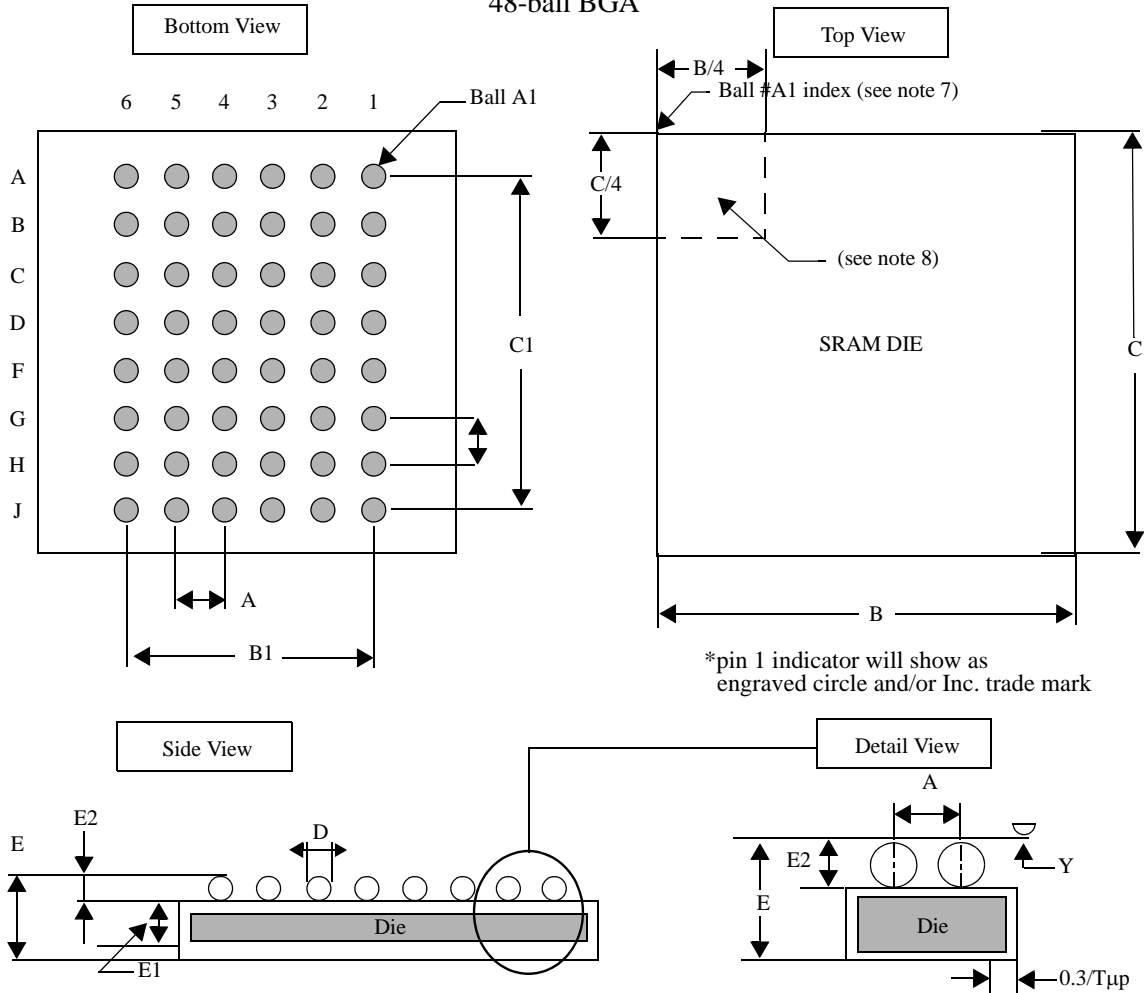 48-ball BGA
Bottom View
Top View
6 5 4 3 2 1
Ball A1
A
B
C
D
F
G
H
J
C1
A
B1
B/4
Ball #A1 index (see note 7)
C/4
(see note 8)
SRAM DIE
C
B
*pin 1 indicator will show as
engraved circle and/or Inc. trade mark
Side View
E2
E
D
Die
E1
Detail View
A
E2
E
Y
Die
0.3/Tμp